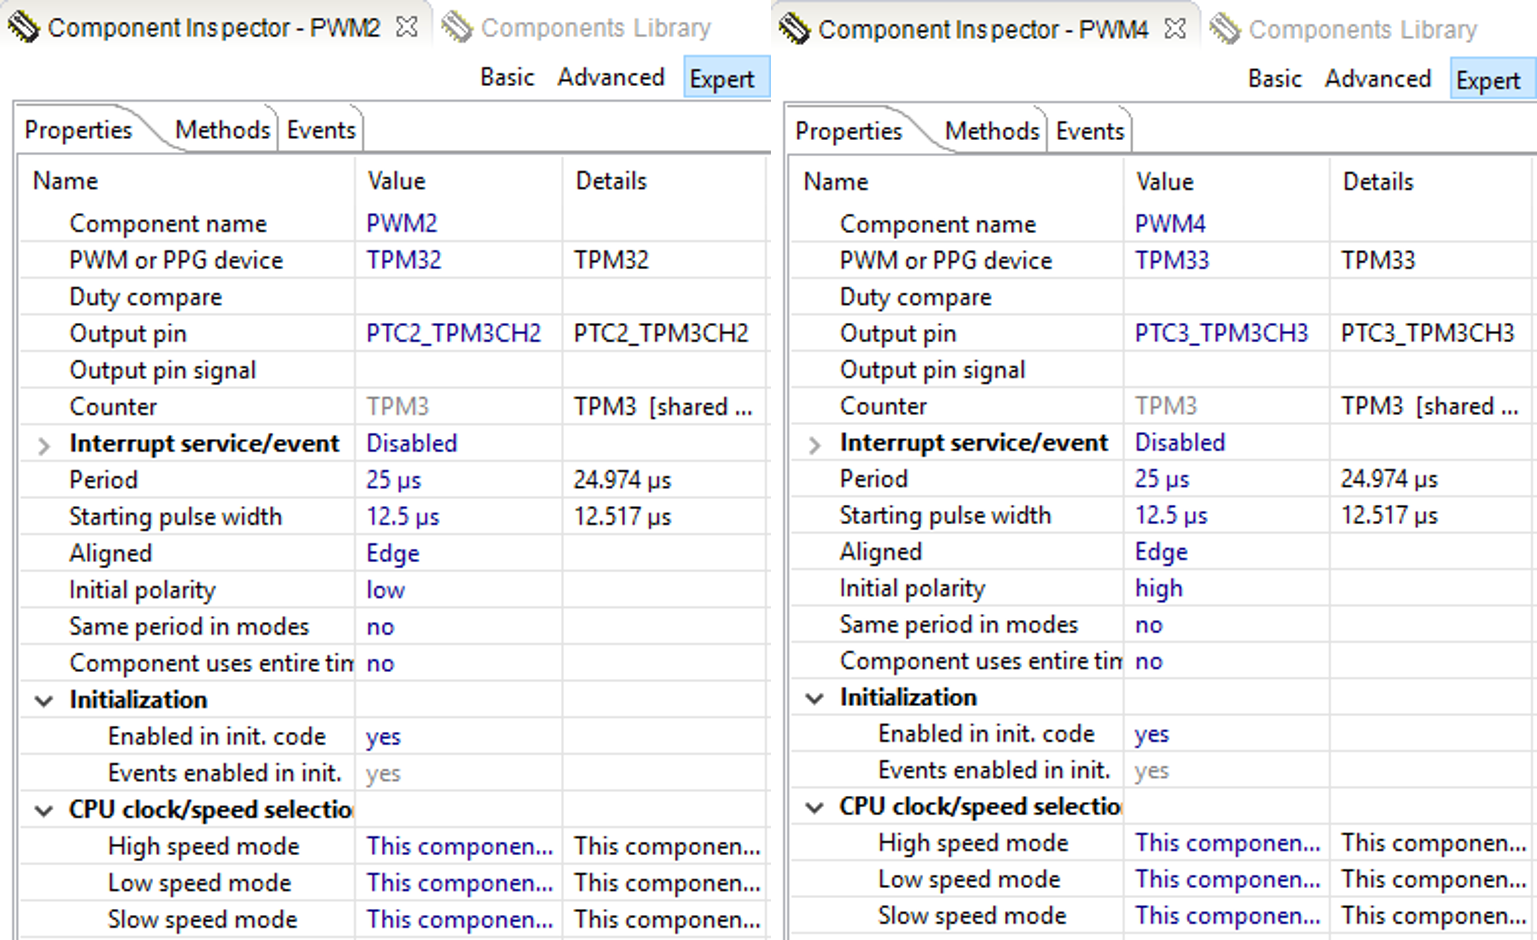 Component Inspector - PWM2
Components Library
Basic Advanced Expert
Properties Methods Events
Name Value Details
Component name PWM2
PWM or PPG device TPM32 TPM32
Duty compare
Output pin PTC2_TPM3CH2 PTC2_TPM3CH2
Output pin signal
Counter TPM3 TPM3 [shared ...
Interrupt service/event Disabled
Period 25 µs 24.974 µs
Starting pulse width 12.5 µs 12.517 µs
Aligned Edge
Initial polarity low
Same period in modes no
Component uses entire tim no
Initialization
Enabled in init. code yes
Events enabled in init. yes
CPU clock/speed selectio
High speed mode This componen... This componen...
Low speed mode This componen... This componen...
Slow speed mode This componen... This componen...
Component Inspector - PWM4
Components Library
Basic Advanced Expert
Properties Methods Events
Name Value Details
Component name PWM4
PWM or PPG device TPM33 TPM33
Duty compare
Output pin PTC3_TPM3CH3 PTC3_TPM3CH3
Output pin signal
Counter TPM3 TPM3 [shared ...
Interrupt service/event Disabled
Period 25 µs 24.974 µs
Starting pulse width 12.5 µs 12.517 µs
Aligned Edge
Initial polarity high
Same period in modes no
Component uses entire tim no
Initialization
Enabled in init. code yes
Events enabled in init. yes
CPU clock/speed selectio
High speed mode This componen... This componen...
Low speed mode This componen... This componen...
Slow speed mode This componen... This componen...